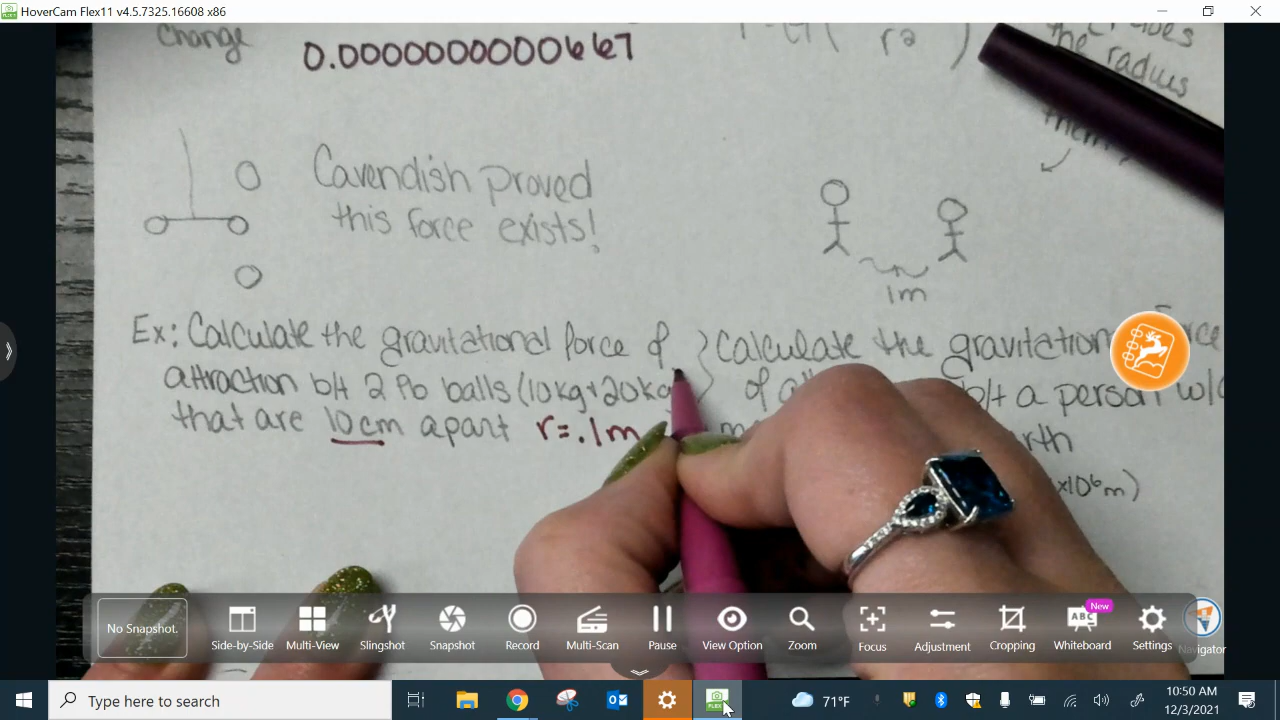 HoverCam Flex11 v4.5.7325.16608 x86
Change
0.0000000000667
the radius
Cavendish proved
this force exists!
1m
Ex: Calculate the gravitational force of
attraction b/t 2 Pb balls (10kg+20kg)
that are 10cm apart r=.1m
Calculate the gravitation
of b/t a person w/
x10⁶m)
No Snapshot.
Side-by-Side
Multi-View
Slingshot
Snapshot
Record
Multi-Scan
Pause
View Option
Zoom
Focus
Adjustment
Cropping
New
ABC
Whiteboard
Settings
Navigator
Type here to search
FLEX
71°F
10:50 AM
12/3/2021